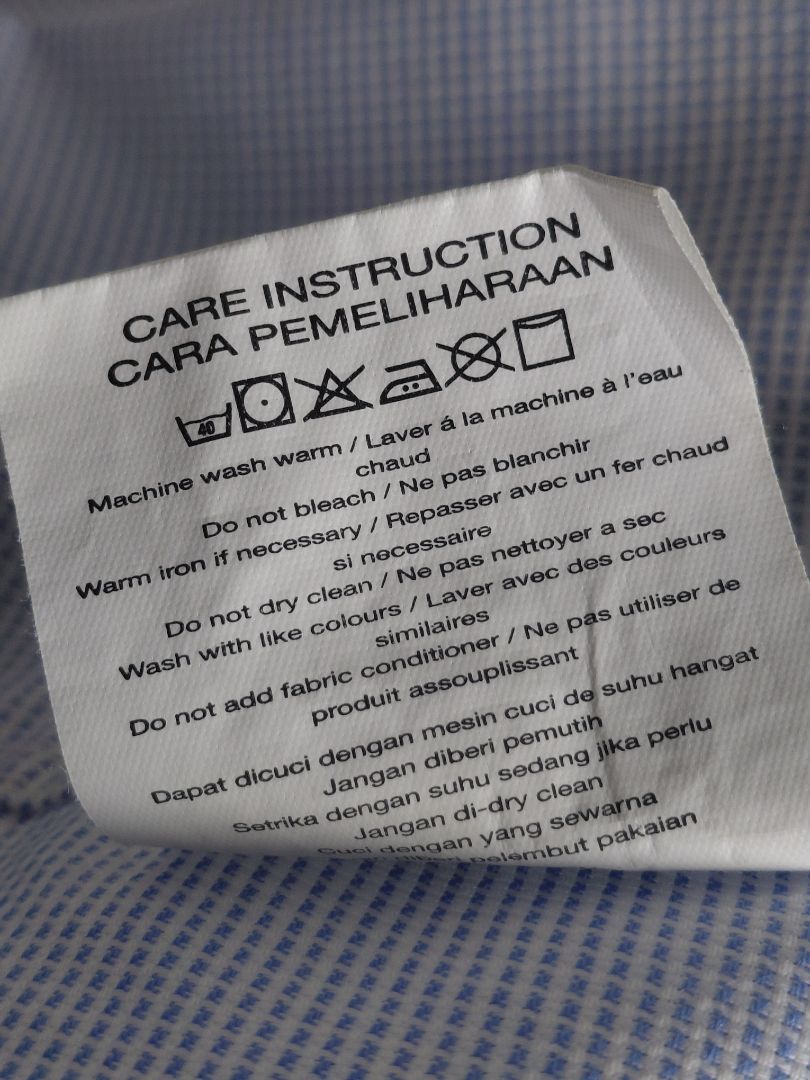 CARE INSTRUCTION
CARA PEMELIHARAAN
40
Machine wash warm / Laver á la machine à l'eau
chaud
Do not bleach / Ne pas blanchir
Warm iron if necessary / Repasser avec un fer chaud
si necessaire
Do not dry clean / Ne pas nettoyer a sec
Wash with like colours / Laver avec des couleurs
similaires
Do not add fabric conditioner / Ne pas utiliser de
produit assouplissant
Dapat dicuci dengan mesin cuci de suhu hangat
Jangan diberi pemutih
Setrika dengan suhu sedang jika perlu
Jangan di-dry clean
Cuci dengan yang sewarna
diberi pelembut pakaian